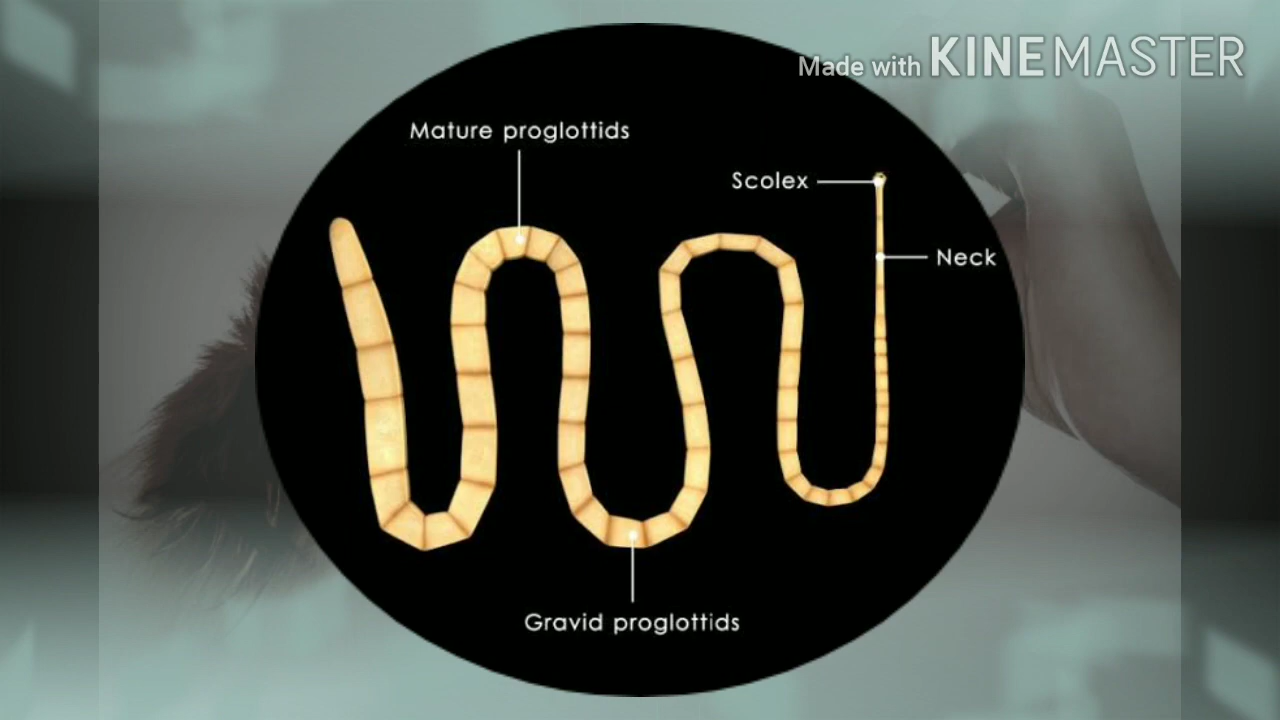 Made with KINEMASTER
Mature proglottids
Scolex
Neck
Gravid proglottids